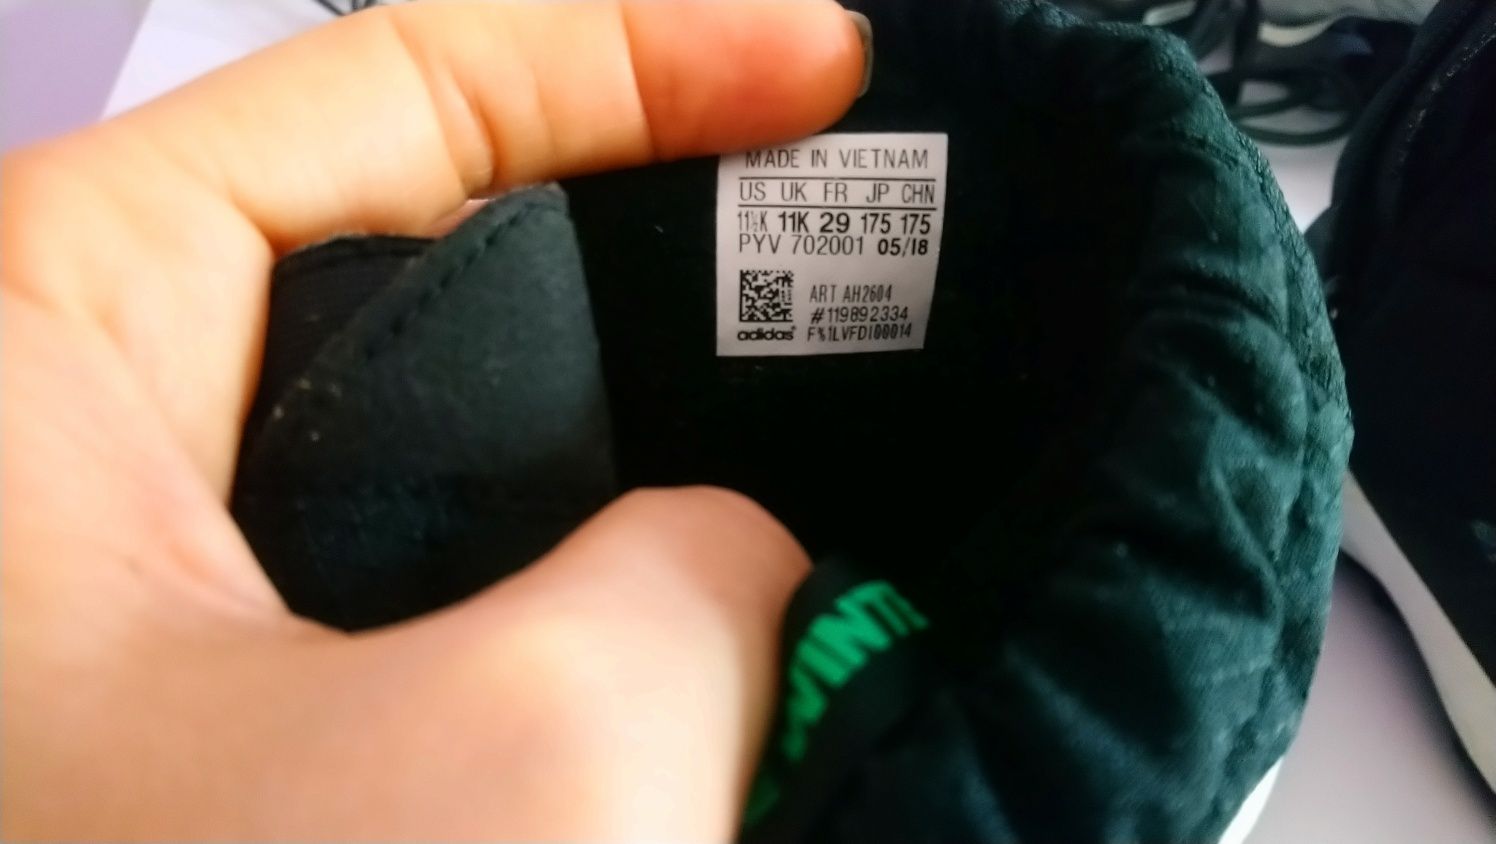 MADE IN VIETNAM
US UK FR JP CHN
11½K 11K 29 175 175
PYV 702001 05/18
ART AH2604
#119892334
adidas F%1LVFDI00014